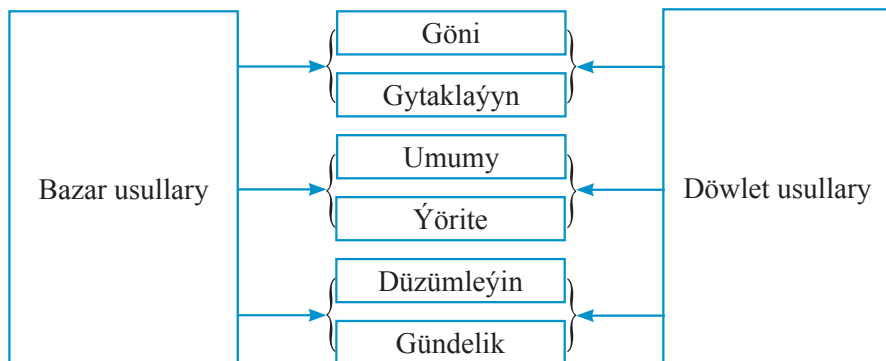 Bazar usullary
Göni
Gytaklaýyn
Umumy
Ýörite
Düzümleýin
Gündelik
Döwlet usullary